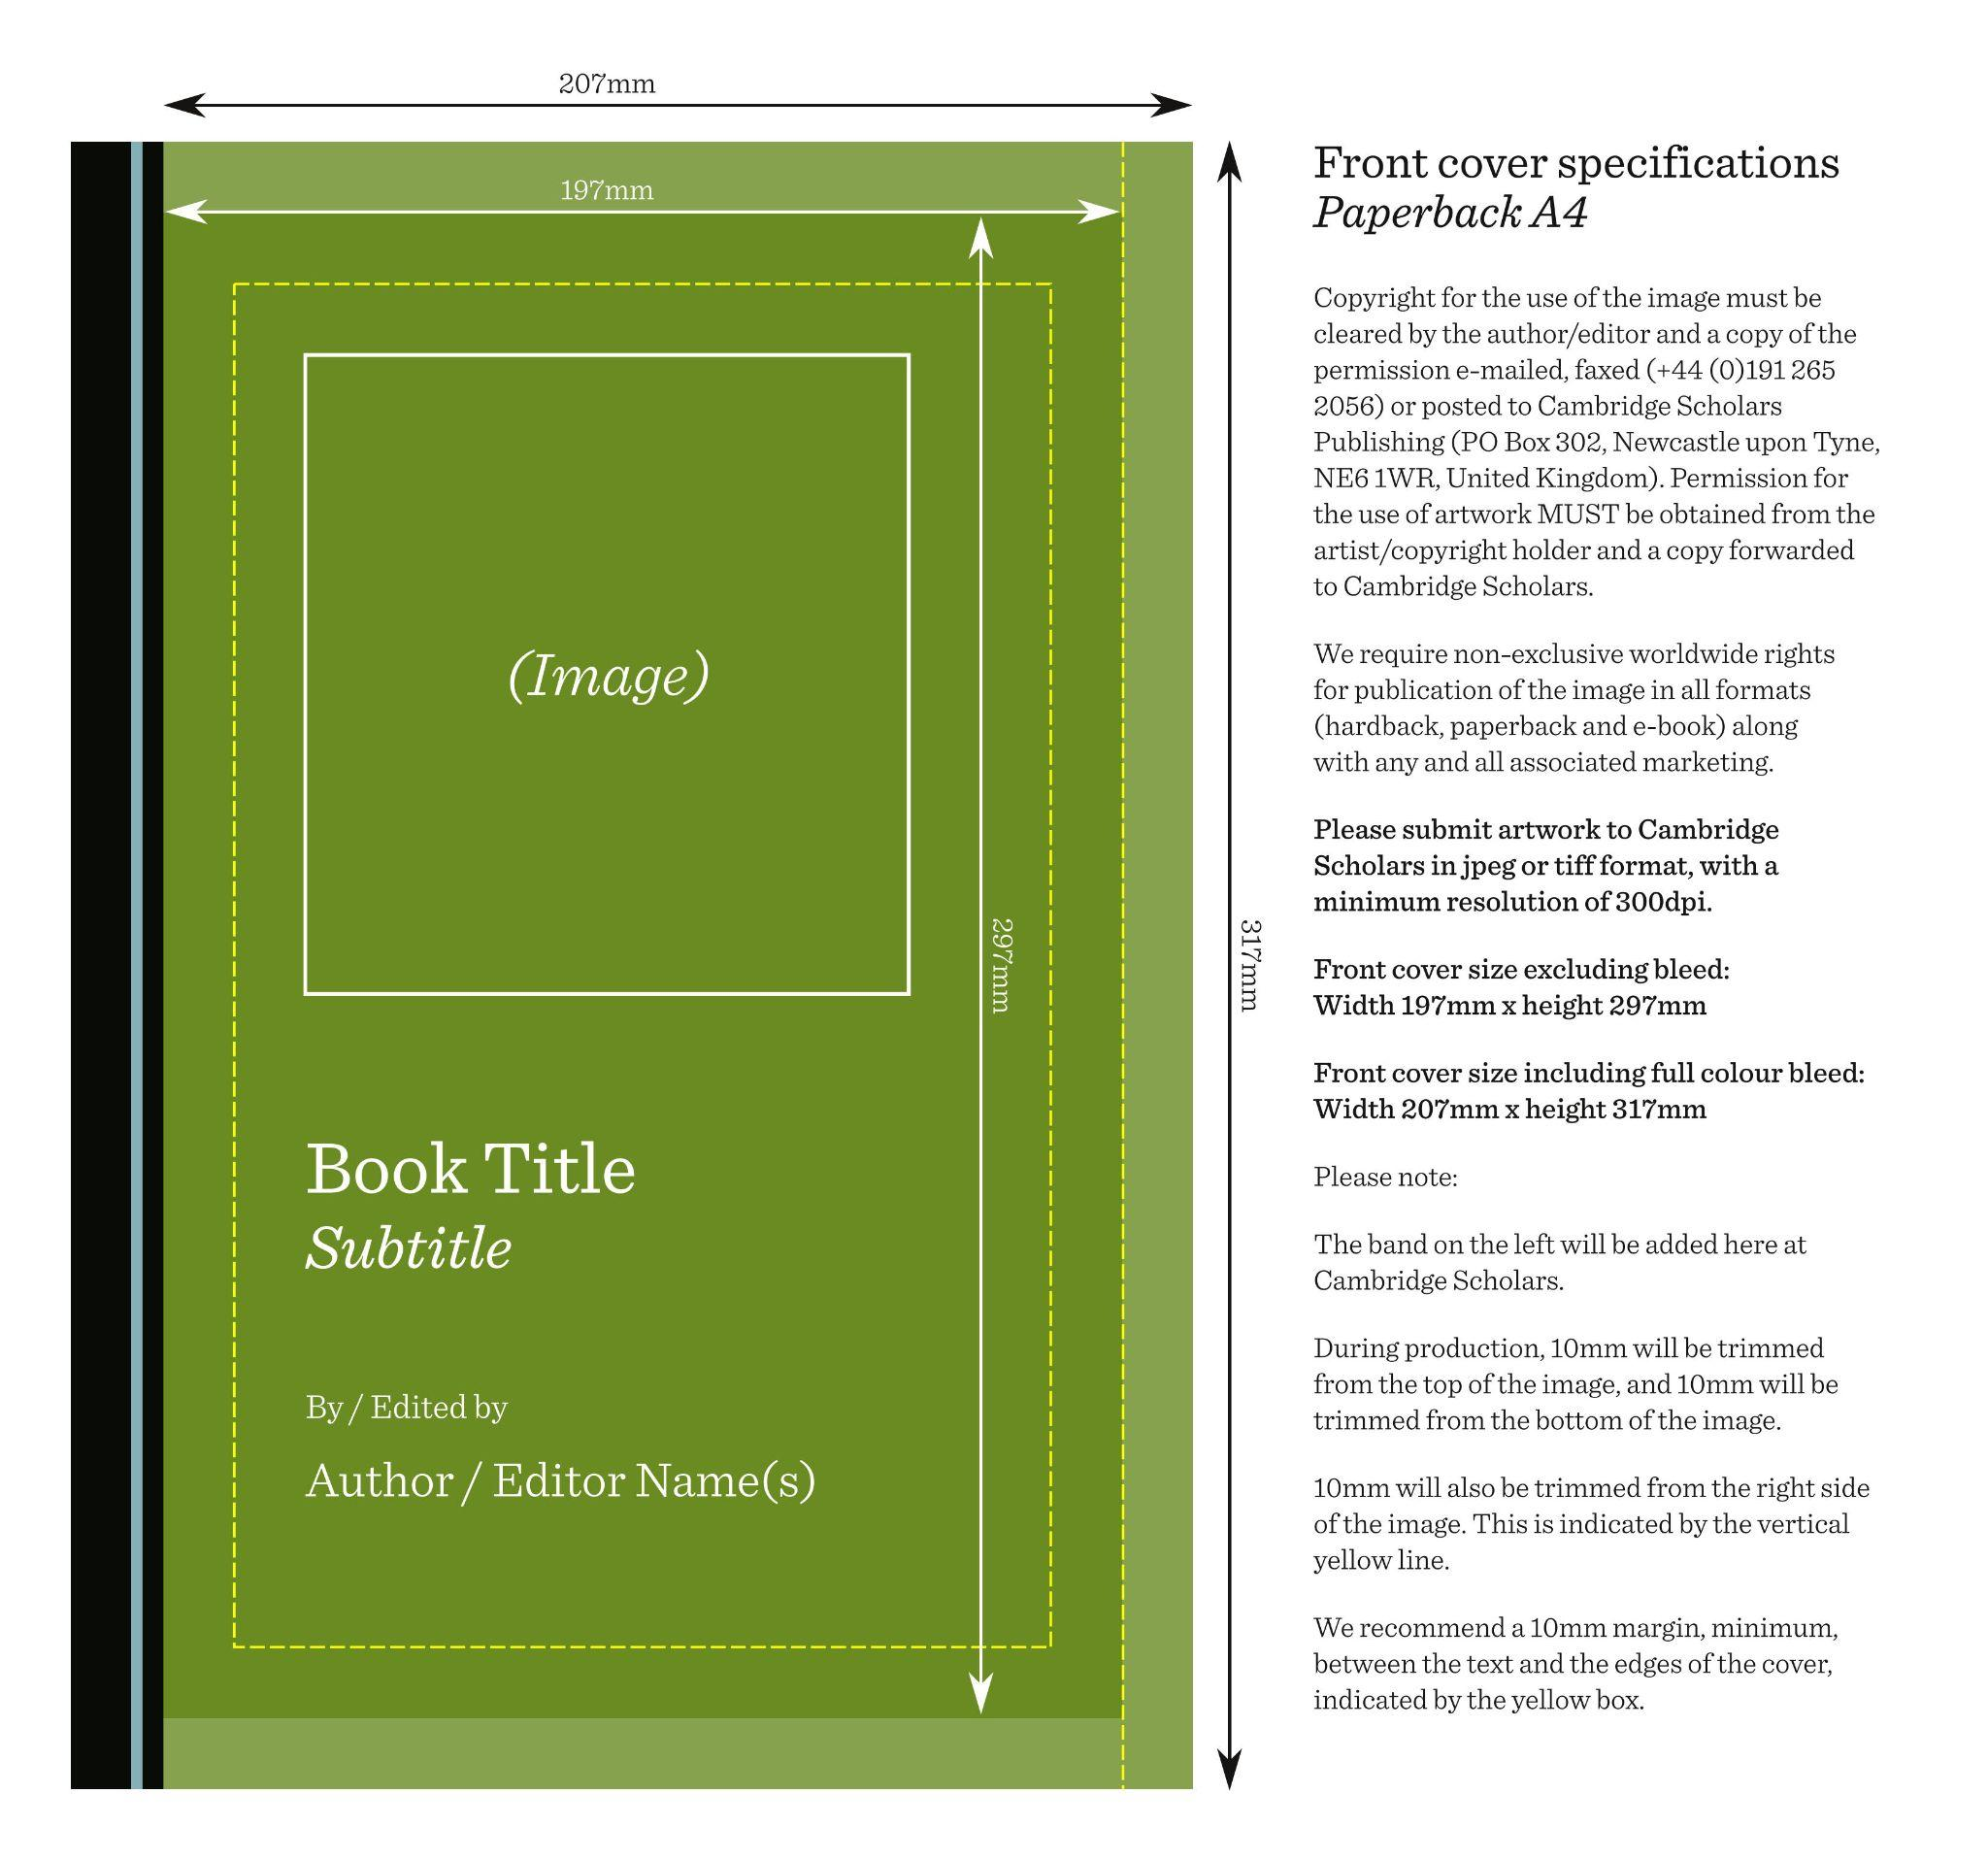 207mm
197mm
(Image)
297mm
317mm
Book Title
Subtitle
By / Edited by
Author / Editor Name(s)
Front cover specifications
Paperback A4
Copyright for the use of the image must be
cleared by the author/editor and a copy of the
permission e-mailed, faxed (+44 (0)191 265
2056) or posted to Cambridge Scholars
Publishing (PO Box 302, Newcastle upon Tyne,
NE6 1WR, United Kingdom). Permission for
the use of artwork MUST be obtained from the
artist/copyright holder and a copy forwarded
to Cambridge Scholars.
We require non-exclusive worldwide rights
for publication of the image in all formats
(hardback, paperback and e-book) along
with any and all associated marketing.
Please submit artwork to Cambridge
Scholars in jpeg or tiff format, with a
minimum resolution of 300dpi.
Front cover size excluding bleed:
Width 197mm x height 297mm
Front cover size including full colour bleed:
Width 207mm x height 317mm
Please note:
The band on the left will be added here at
Cambridge Scholars.
During production, 10mm will be trimmed
from the top of the image, and 10mm will be
trimmed from the bottom of the image.
10mm will also be trimmed from the right side
of the image. This is indicated by the vertical
yellow line.
We recommend a 10mm margin, minimum,
between the text and the edges of the cover,
indicated by the yellow box.